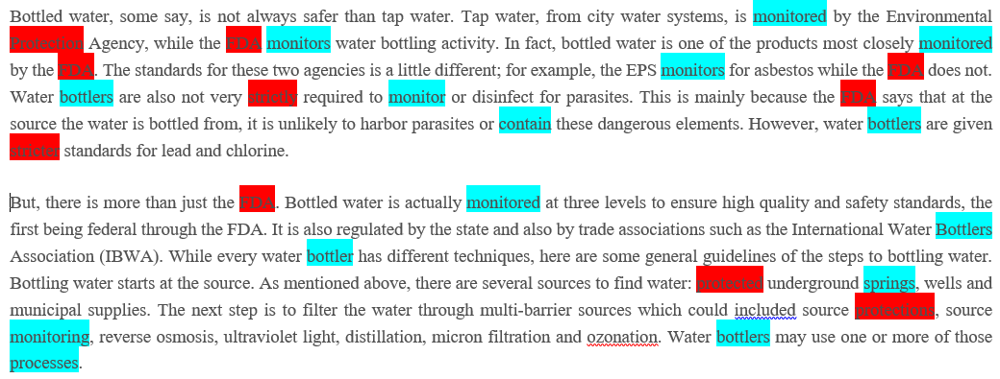 Bottled water, some say, is not always safer than tap water. Tap water, from city water systems, is monitored by the Environmental
Protection Agency, while the FDA monitors water bottling activity. In fact, bottled water is one of the products most closely monitored
by the FDA. The standards for these two agencies is a little different; for example, the EPS monitors for asbestos while the FDA does not.
Water bottlers are also not very strictly required to monitor or disinfect for parasites. This is mainly because the FDA says that at the
source the water is bottled from, it is unlikely to harbor parasites or contain these dangerous elements. However, water bottlers are given
stricter standards for lead and chlorine.
But, there is more than just the FDA. Bottled water is actually monitored at three levels to ensure high quality and safety standards, the
first being federal through the FDA. It is also regulated by the state and also by trade associations such as the International Water Bottlers
Association (IBWA). While every water bottler has different techniques, here are some general guidelines of the steps to bottling water.
Bottling water starts at the source. As mentioned above, there are several sources to find water: protected underground springs, wells and
municipal supplies. The next step is to filter the water through multi-barrier sources which could included source protections, source
monitoring, reverse osmosis, ultraviolet light, distillation, micron filtration and ozonation. Water bottlers may use one or more of those
processes.